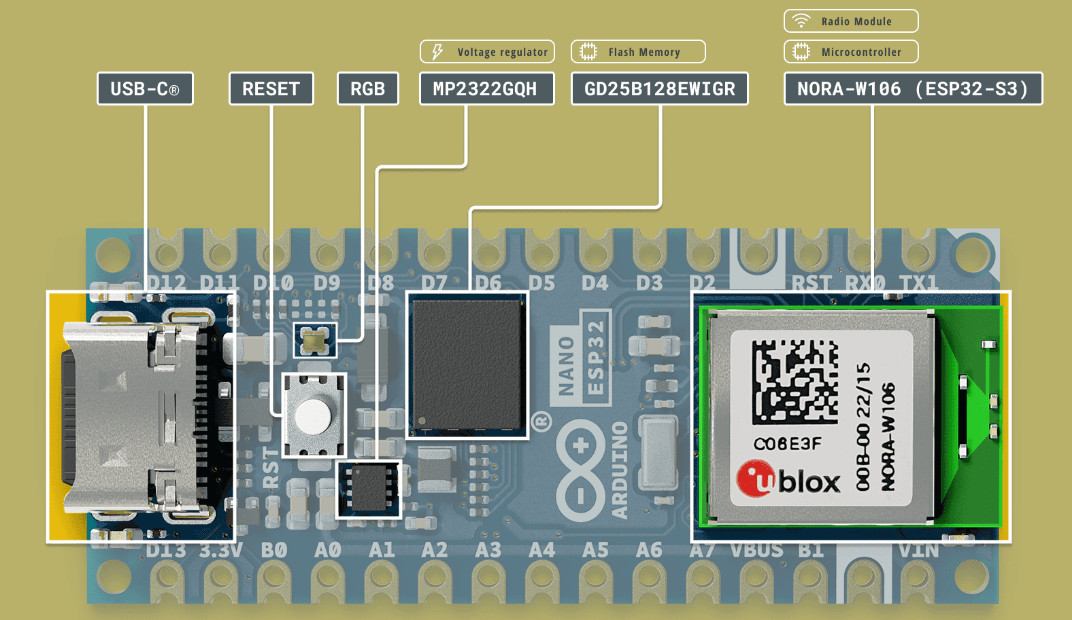 Radio Module
Voltage regulator
Flash Memory
Microcontroller
USB-C®
RESET
RGB
MP2322GQH
GD25B128EWIGR
NORA-W106 (ESP32-S3)
D12 D11 D10 D9 D8 D7 D6 D5 D4 D3 D2 RST RX0 TX1
NANO
ESP32
®
ARDUINO
RST
C06E3F
ublox
00B-00 22/15
NORA-W106
D13 3.3V B0 A0 A1 A2 A3 A4 A5 A6 A7 VBUS B1 VIN